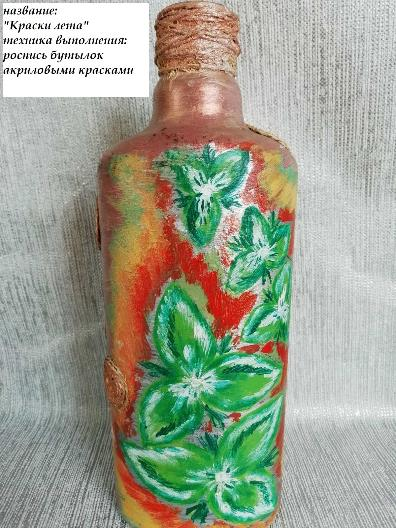 название:
"Краски лета"
техника выполнения:
роспись бутылок
акриловыми красками